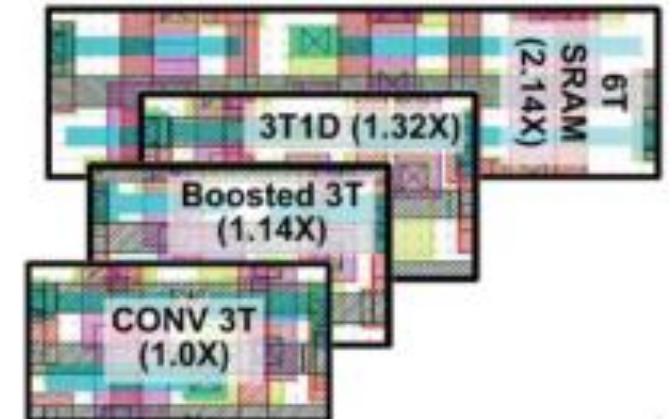 6T
SRAM
(2.14X)
3T1D (1.32X)
Boosted 3T
(1.14X)
CONV 3T
(1.0X)